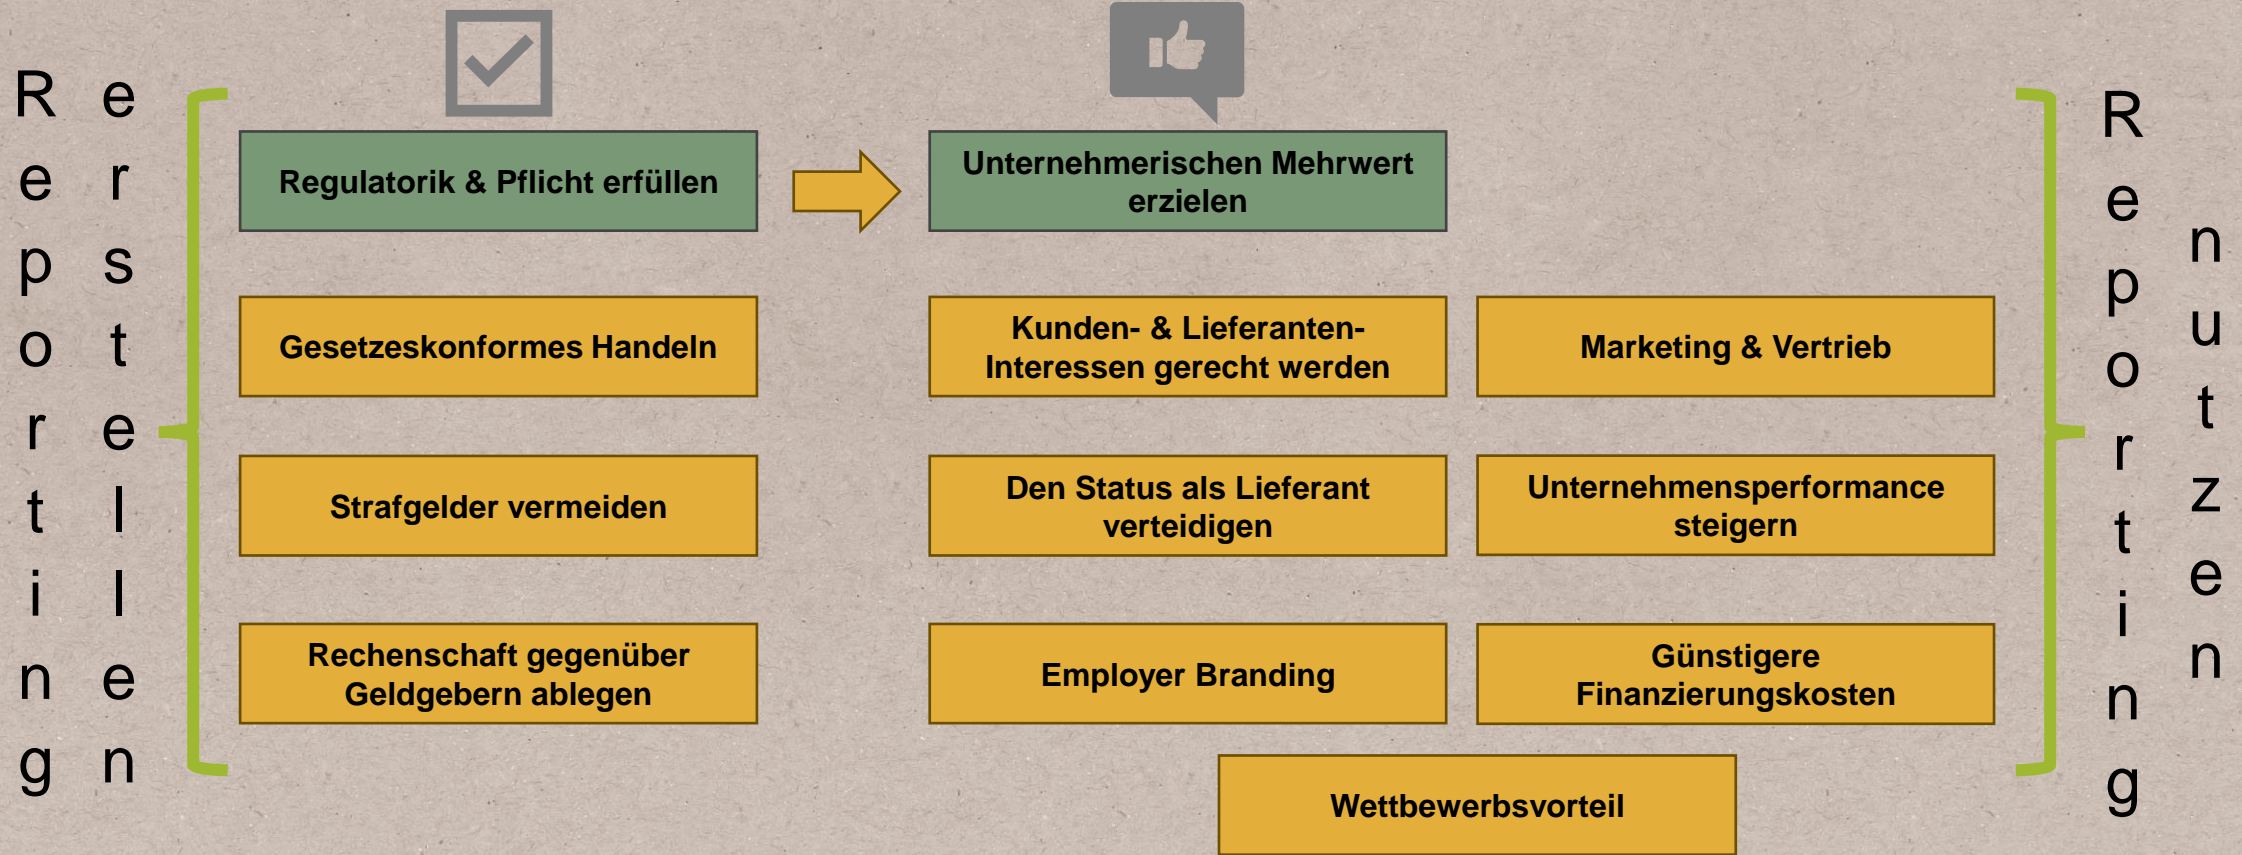 Reporting
erstellen
Regulatorik & Pflicht erfüllen
Gesetzeskonformes Handeln
Strafgelder vermeiden
Rechenschaft gegenüber
Geldgebern ablegen
Unternehmerischen Mehrwert
erzielen
Kunden- & Lieferanten-
Interessen gerecht werden
Marketing & Vertrieb
Den Status als Lieferant
verteidigen
Unternehmensperformance
steigern
Employer Branding
Günstigere
Finanzierungskosten
Wettbewerbsvorteil
Reporting
nutzen